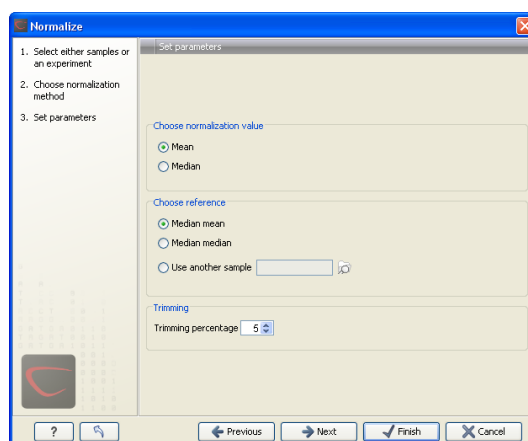 Normalize
1. Select either samples or
an experiment
2. Choose normalization
method
3. Set parameters
Set parameters
Choose normalization value
Mean
Median
Choose reference
Median mean
Median median
Use another sample
Trimming
Trimming percentage 5
?
Previous
Next
Finish
Cancel